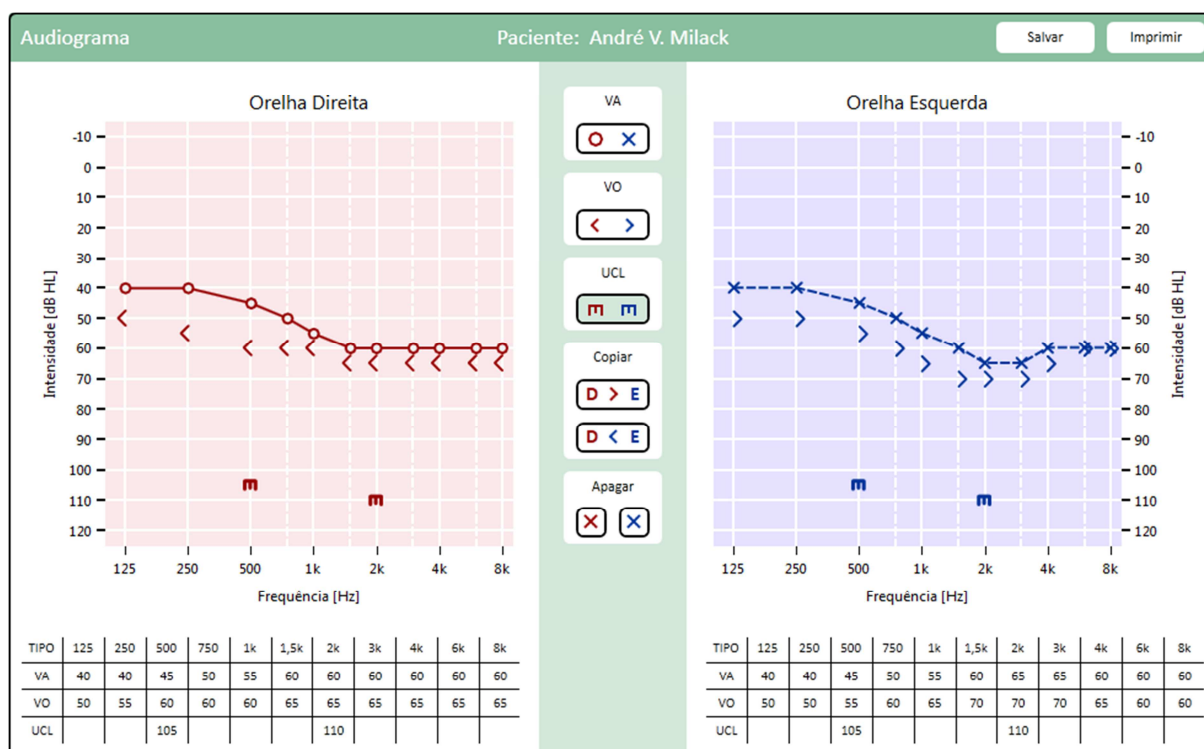 Audiograma
Paciente: André V. Milack
Salvar
Imprimir
Orelha Direita
-10
0
10
20
30
40
50
60
70
80
90
100
110
120
Intensidade [dB HL]
125 250 500 1k 2k 4k 8k
Frequência [Hz]
TIPO 125 250 500 750 1k 1,5k 2k 3k 4k 6k 8k
VA 40 40 45 50 55 60 60 60 60 60 60
VO 50 55 60 60 60 65 65 65 65 65 65
UCL 105 110
VA
VO
UCL
Copiar
D > E
D < E
Apagar
Orelha Esquerda
-10
0
10
20
30
40
50
60
70
80
90
100
110
120
Intensidade [dB HL]
125 250 500 1k 2k 4k 8k
Frequência [Hz]
TIPO 125 250 500 750 1k 1,5k 2k 3k 4k 6k 8k
VA 40 40 45 50 55 60 65 65 60 60 60
VO 50 50 55 60 65 70 70 70 65 60 60
UCL 105 110